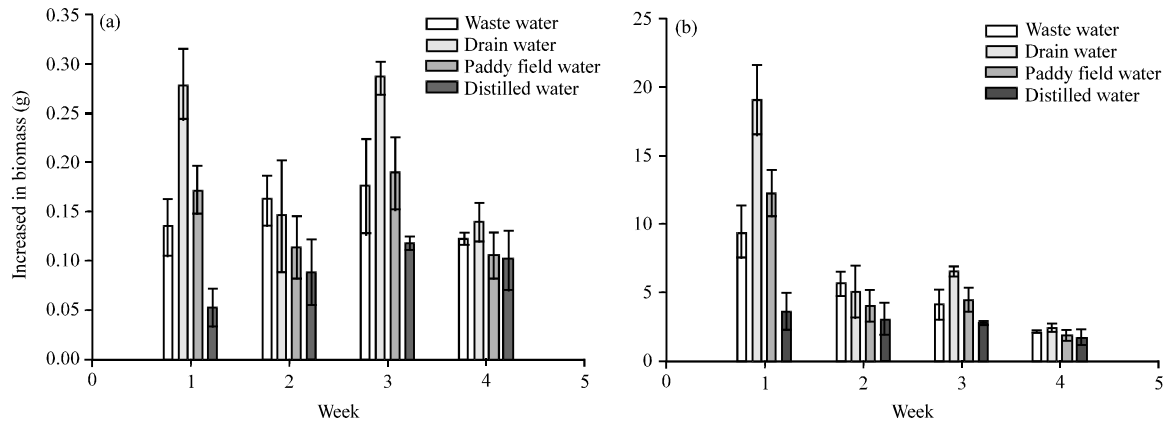 (a)
Waste water
Drain water
Paddy field water
Distilled water
Increased in biomass (g)
0.35
0.30
0.25
0.20
0.15
0.10
0.05
0.00
0 1 2 3 4 5
Week
(b)
Waste water
Drain water
Paddy field water
Distilled water
25
20
15
10
5
0
0 1 2 3 4 5
Week